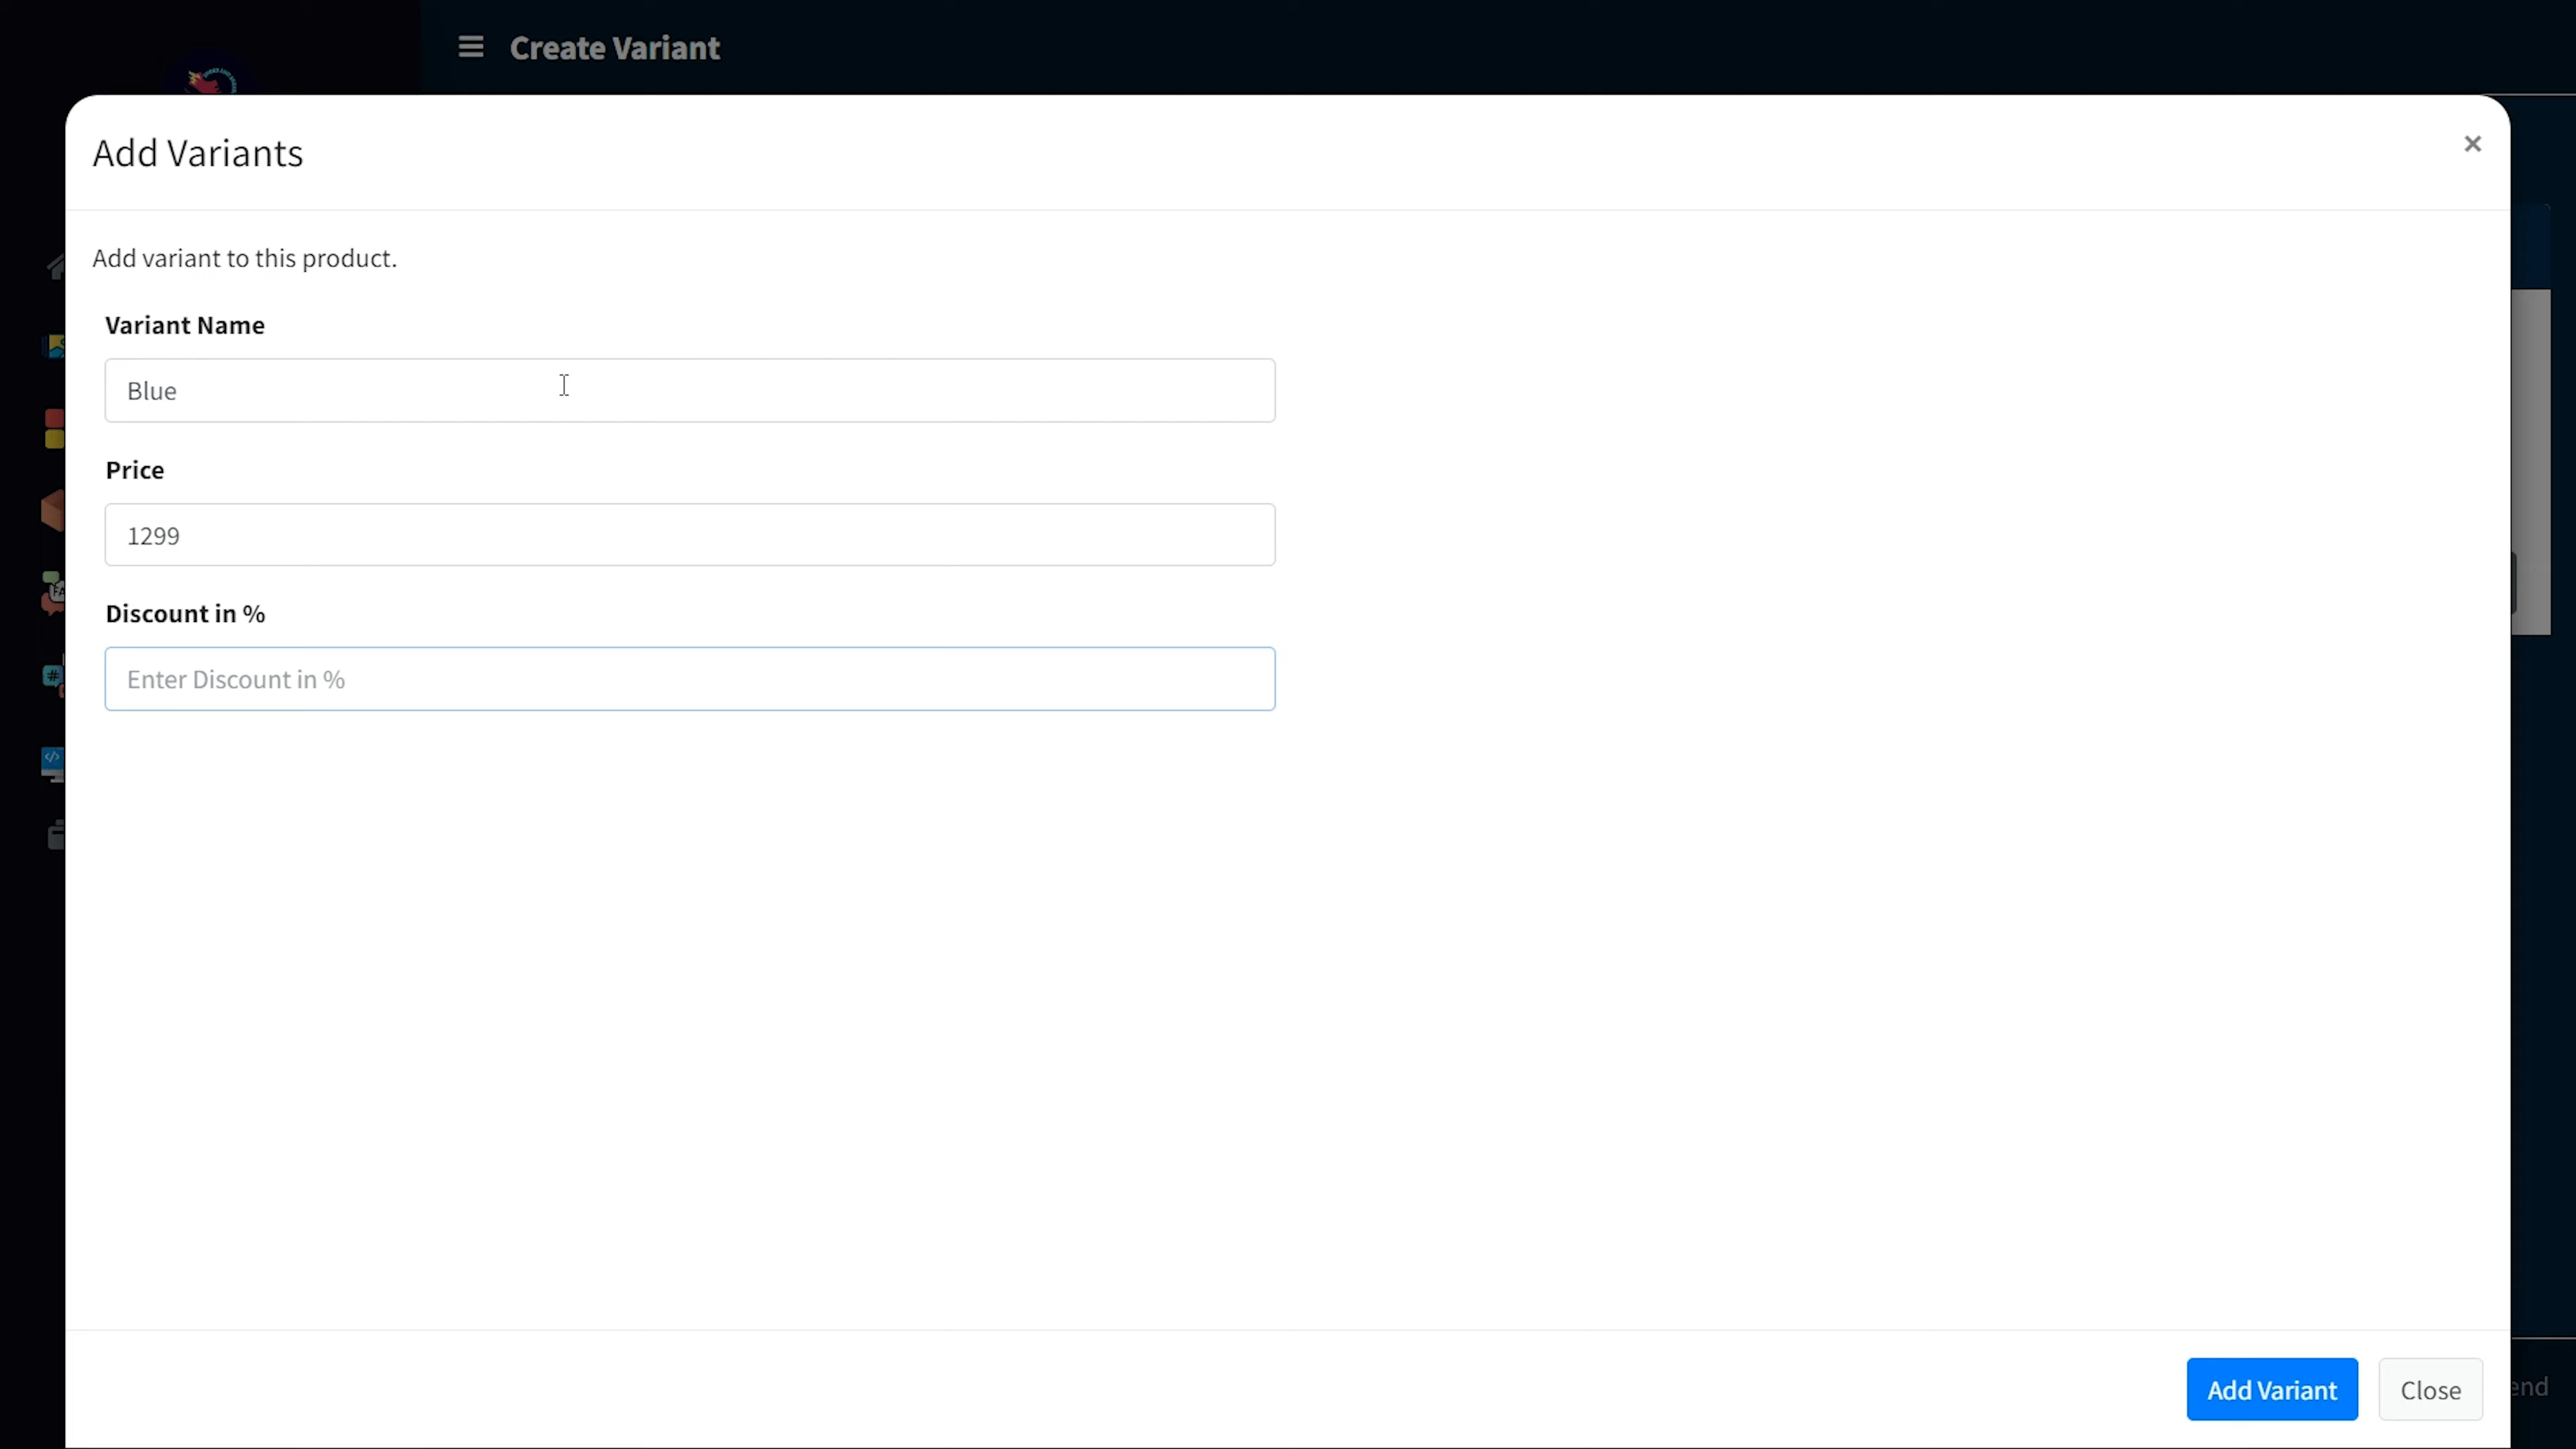 Create Variant
Add Variants
×
Add variant to this product.
Variant Name
Blue
Price
1299
Discount in %
Enter Discount in %
Add Variant
Close
end